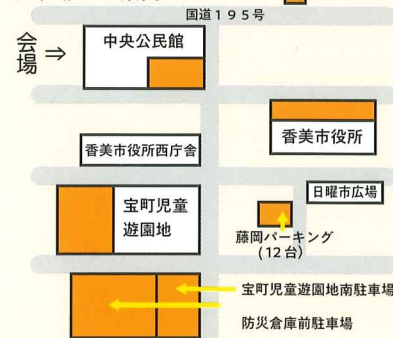 国道195号
会場⇒
中央公民館
香美市役所
香美市役所西庁舎
日曜市広場
宝町児童
遊園地
藤岡パーキング
(12台)
宝町児童遊園地南駐車場
防災倉庫前駐車場